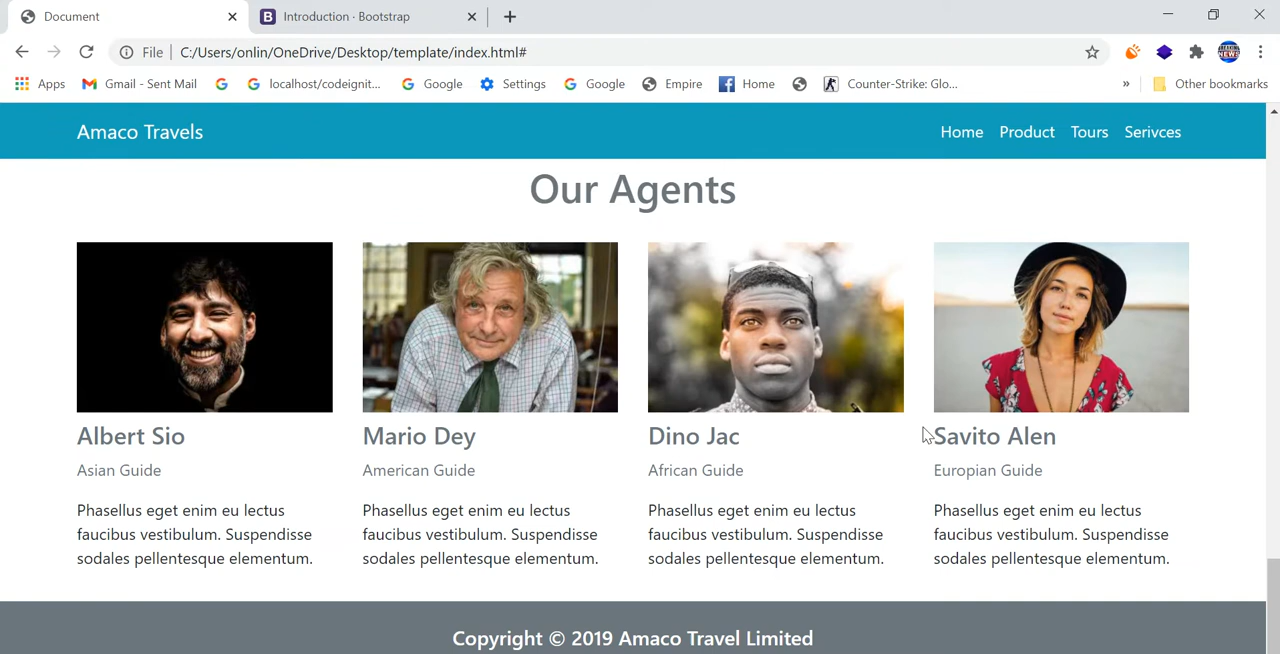 Document
Introduction · Bootstrap
File
C:/Users/onlin/OneDrive/Desktop/template/index.html#
Apps
Gmail - Sent Mail
localhost/codeignit...
Google
Settings
Google
Empire
Home
Counter-Strike: Glo...
»
Other bookmarks
Amaco Travels
Home
Product
Tours
Serivces
Our Agents
Albert Sio
Asian Guide
Phasellus eget enim eu lectus
faucibus vestibulum. Suspendisse
sodales pellentesque elementum.
Mario Dey
American Guide
Phasellus eget enim eu lectus
faucibus vestibulum. Suspendisse
sodales pellentesque elementum.
Dino Jac
African Guide
Phasellus eget enim eu lectus
faucibus vestibulum. Suspendisse
sodales pellentesque elementum.
Savito Alen
Europian Guide
Phasellus eget enim eu lectus
faucibus vestibulum. Suspendisse
sodales pellentesque elementum.
Copyright © 2019 Amaco Travel Limited